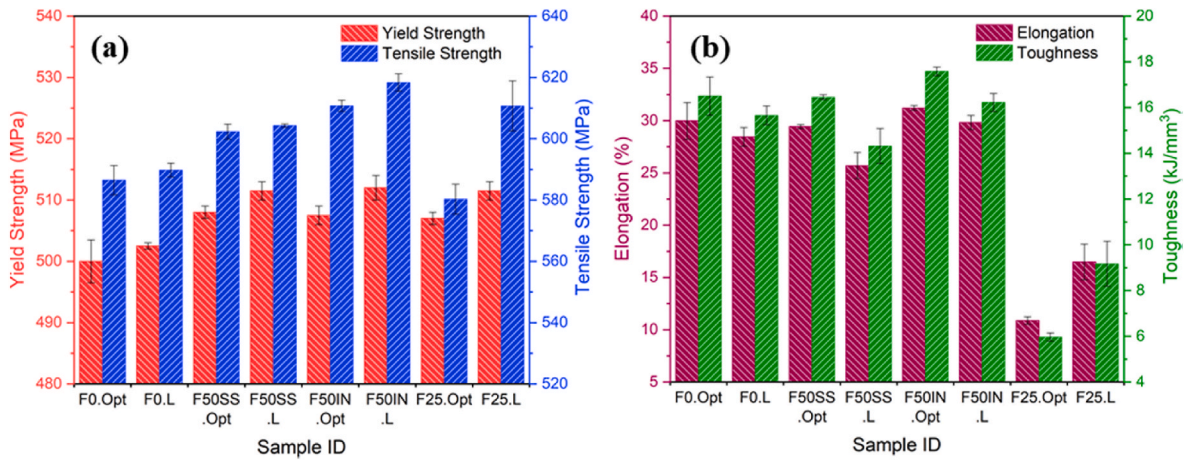 (a)
Yield Strength
Tensile Strength
540
530
520
510
500
490
480
Yield Strength (MPa)
640
620
600
580
560
540
520
Tensile Strength (MPa)
F0.Opt
F0.L
F50SS
.Opt
F50SS
.L
F50IN
.Opt
F50IN
.L
F25.Opt
F25.L
Sample ID
(b)
Elongation
Toughness
40
35
30
25
20
15
10
5
Elongation (%)
20
18
16
14
12
10
8
6
4
Toughness (kJ/mm³)
F0.Opt
F0.L
F50SS
.Opt
F50SS
.L
F50IN
.Opt
F50IN
.L
F25.Opt
F25.L
Sample ID